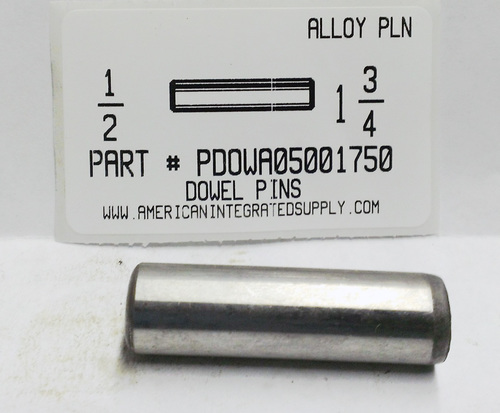 ALLOY PLN
1/2
1 3/4
PART # PDOWA05001750
DOWEL PINS
WWW.AMERICANINTEGRATEDSUPPLY.COM